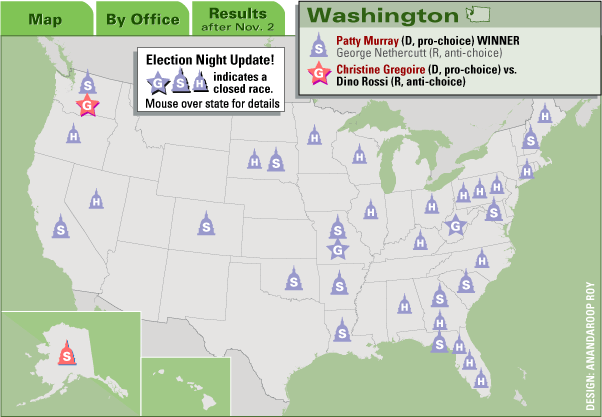 Map
By Office
Results
after Nov. 2
Washington
S
Patty Murray (D, pro-choice) WINNER
George Nethercutt (R, anti-choice)
G
Christine Gregoire (D, pro-choice) vs.
Dino Rossi (R, anti-choice)
Election Night Update!
G S H indicates a
closed race.
Mouse over state for details
S
G
H
H
S
H
S
H
S
H
H
S
G
S
S
S
H
H
H
H
H
H
S
G
H
S
H
H
S
S
H
S
H
H
H
S
DESIGN: ANANDAROOP ROY